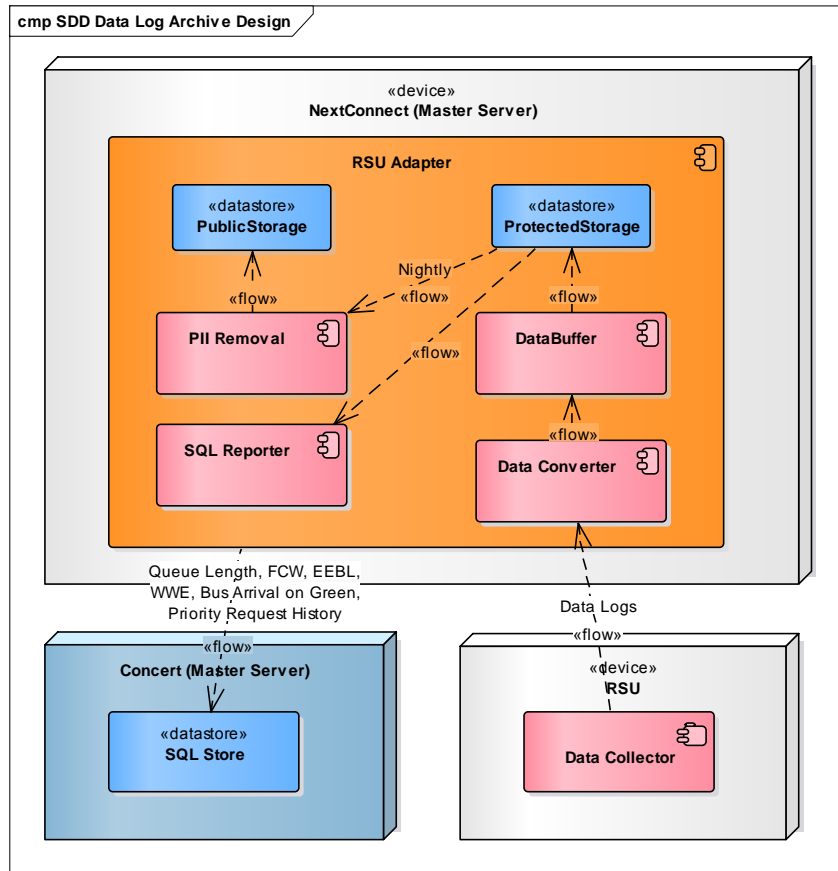 cmp SDD Data Log Archive Design
«device»
NextConnect (Master Server)
RSU Adapter
«datastore»
PublicStorage
«datastore»
ProtectedStorage
Nightly
«flow»
«flow»
«flow»
«flow»
PII Removal
DataBuffer
SQL Reporter
«flow»
Data Converter
Queue Length, FCW, EEBL,
WWE, Bus Arrival on Green,
Priority Request History
«flow»
Data Logs
«flow»
Concert (Master Server)
«datastore»
SQL Store
«device»
RSU
Data Collector